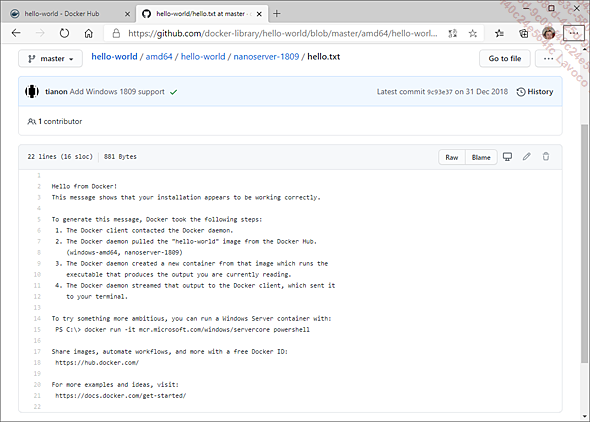 hello-world - Docker Hub
hello-world/hello.txt at master ·
https://github.com/docker-library/hello-world/blob/master/amd64/hello-worl...
master
hello-world / amd64 / hello-world / nanoserver-1809 / hello.txt
Go to file
tianon Add Windows 1809 support
Latest commit 9c93e37 on 31 Dec 2018
History
1 contributor
22 lines (16 sloc)
881 Bytes
Raw
Blame
1
2 Hello from Docker!
3 This message shows that your installation appears to be working correctly.
4
5 To generate this message, Docker took the following steps:
6 1. The Docker client contacted the Docker daemon.
7 2. The Docker daemon pulled the "hello-world" image from the Docker Hub.
8 (windows-amd64, nanoserver-1809)
9 3. The Docker daemon created a new container from that image which runs the
10 executable that produces the output you are currently reading.
11 4. The Docker daemon streamed that output to the Docker client, which sent it
12 to your terminal.
13
14 To try something more ambitious, you can run a Windows Server container with:
15 PS C:\> docker run -it mcr.microsoft.com/windows/servercore powershell
16
17 Share images, automate workflows, and more with a free Docker ID:
18 https://hub.docker.com/
19
20 For more examples and ideas, visit:
21 https://docs.docker.com/get-started/
22